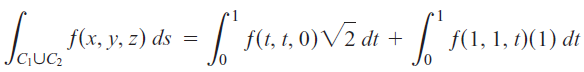 ∫_{C₁∪C₂} f(x, y, z) ds = ∫₀¹ f(t, t, 0)√2 dt + ∫₀¹ f(1, 1, t)(1) dt